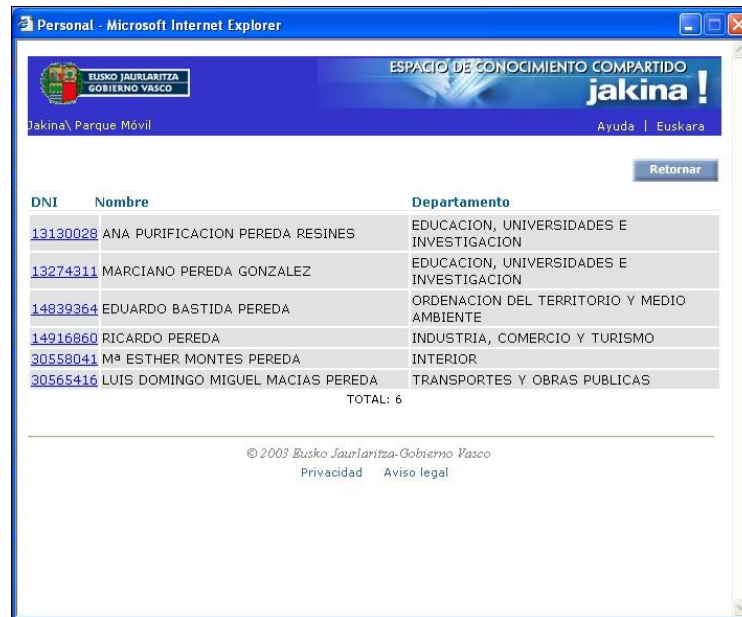 Personal - Microsoft Internet Explorer
EUSKO JAURLARITZA
GOBIERNO VASCO
ESPACIO DE CONOCIMIENTO COMPARTIDO
jakina!
Jakina\ Parque Móvil
Ayuda | Euskara
Retornar
DNI Nombre Departamento
13130028 ANA PURIFICACION PEREDA RESINES EDUCACION, UNIVERSIDADES E
INVESTIGACION
13274311 MARCIANO PEREDA GONZALEZ EDUCACION, UNIVERSIDADES E
INVESTIGACION
14839364 EDUARDO BASTIDA PEREDA ORDENACION DEL TERRITORIO Y MEDIO
AMBIENTE
14916860 RICARDO PEREDA INDUSTRIA, COMERCIO Y TURISMO
30558041 Mª ESTHER MONTES PEREDA INTERIOR
30565416 LUIS DOMINGO MIGUEL MACIAS PEREDA TRANSPORTES Y OBRAS PUBLICAS
TOTAL: 6
© 2003 Eusko Jaurlaritza-Gobierno Vasco
Privacidad Aviso legal